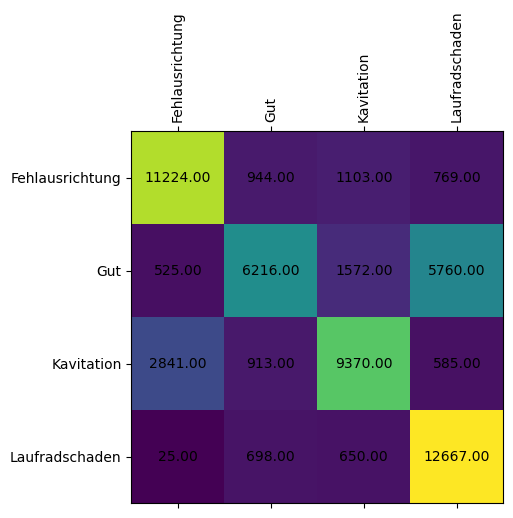 Fehlausrichtung
Gut
Kavitation
Laufradschaden
Fehlausrichtung 11224.00 944.00 1103.00 769.00
Gut 525.00 6216.00 1572.00 5760.00
Kavitation 2841.00 913.00 9370.00 585.00
Laufradschaden 25.00 698.00 650.00 12667.00